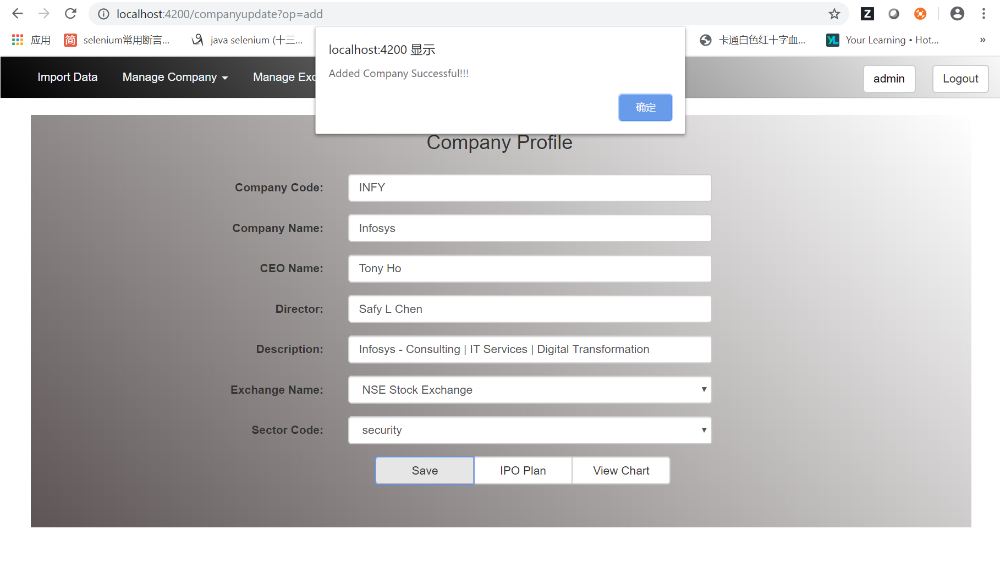 localhost:4200/companyupdate?op=add
应用
简 selenium常用断言...
java selenium (十三...
卡通白色红十字血...
YL Your Learning • Hot...
»
localhost:4200 显示
Added Company Successful!!!
确定
Import Data
Manage Company
Manage Exc
admin
Logout
Company Profile
Company Code: INFY
Company Name: Infosys
CEO Name: Tony Ho
Director: Safy L Chen
Description: Infosys - Consulting | IT Services | Digital Transformation
Exchange Name: NSE Stock Exchange
Sector Code: security
Save
IPO Plan
View Chart